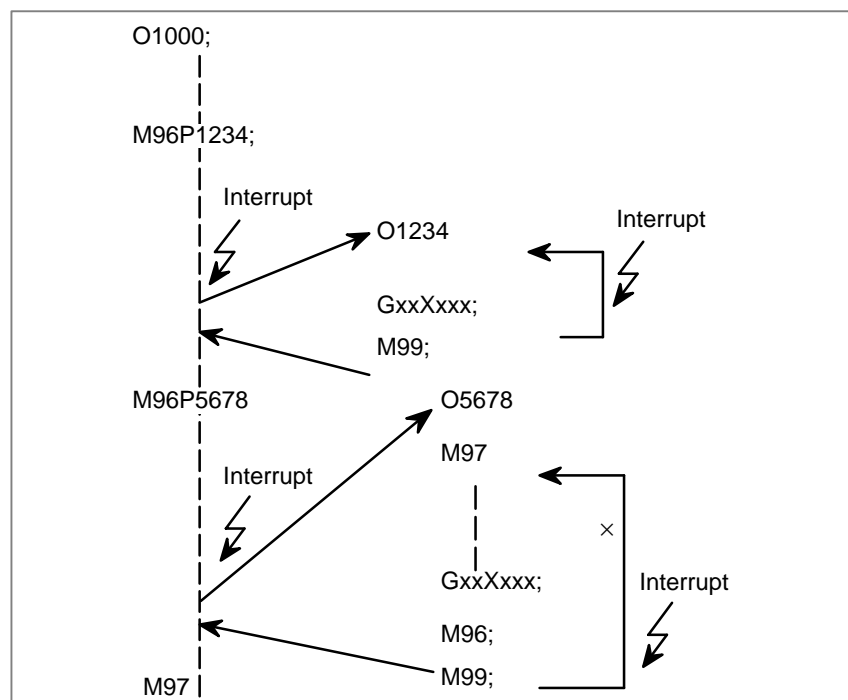 O1000;
M96P1234;
Interrupt
O1234
Interrupt
GxxXxxx;
M99;
M96P5678
O5678
M97
Interrupt
×
GxxXxxx;
Interrupt
M96;
M99;
M97